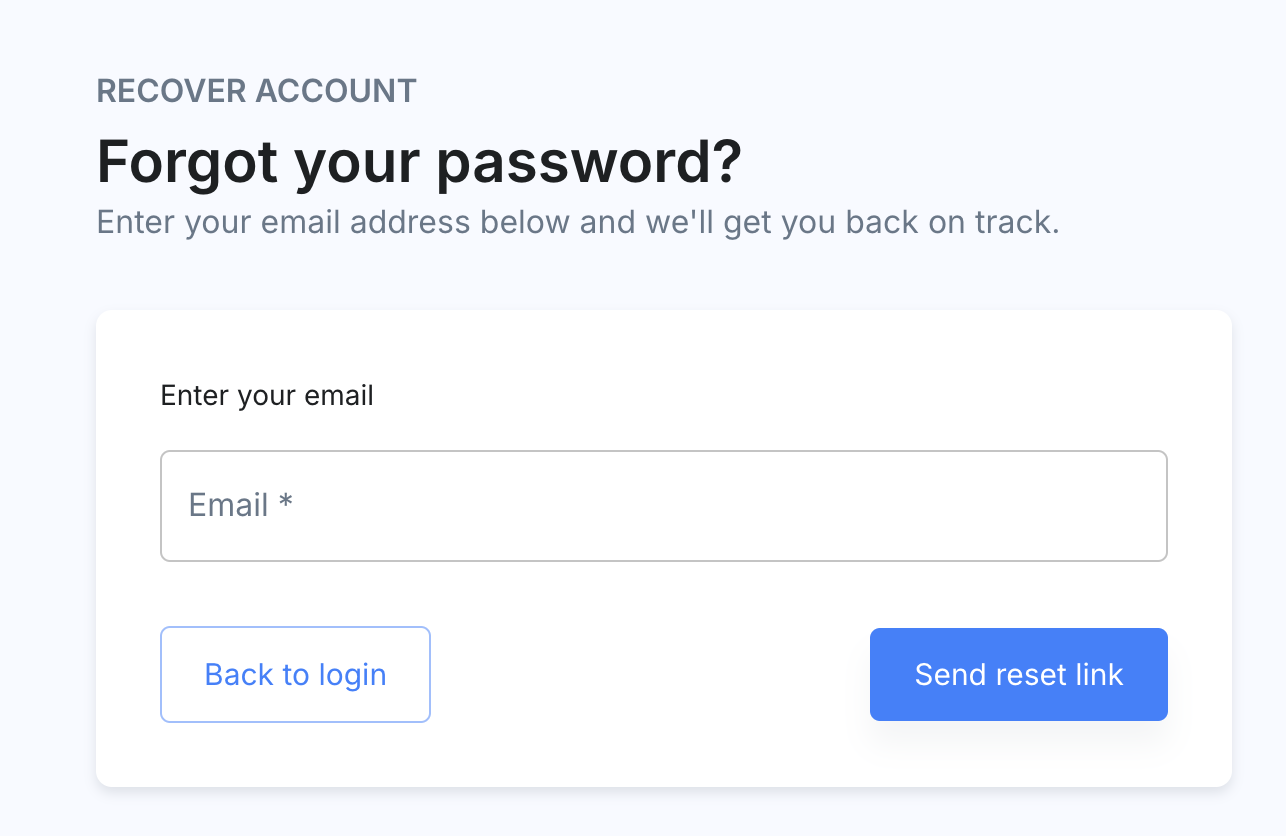 RECOVER ACCOUNT
Forgot your password?
Enter your email address below and we'll get you back on track.
Enter your email
Email *
Back to login
Send reset link